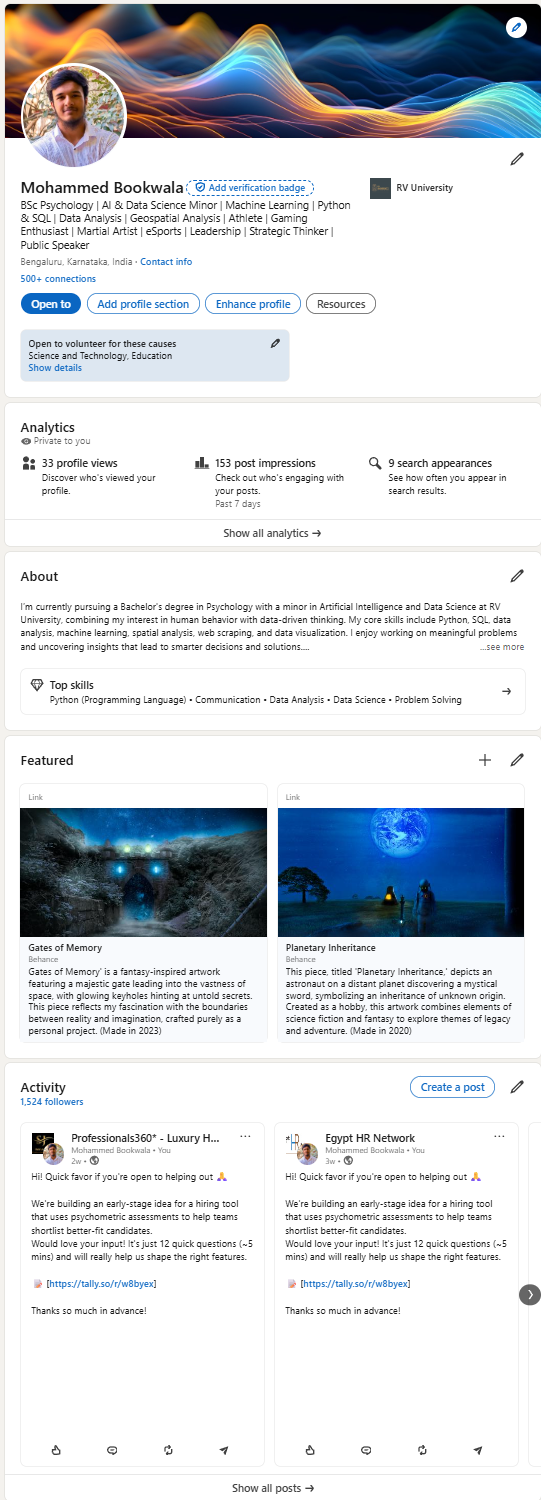 Mohammed Bookwala
Add verification badge
RV University
BSc Psychology | AI & Data Science Minor | Machine Learning | Python
& SQL | Data Analysis | Geospatial Analysis | Athlete | Gaming
Enthusiast | Martial Artist | eSports | Leadership | Strategic Thinker |
Public Speaker
Bengaluru, Karnataka, India · Contact info
500+ connections
Open to
Add profile section
Enhance profile
Resources
Open to volunteer for these causes
Science and Technology, Education
Show details
Analytics
Private to you
33 profile views
Discover who's viewed your
profile.
153 post impressions
Check out who's engaging with
your posts.
Past 7 days
9 search appearances
See how often you appear in
search results.
Show all analytics →
About
I'm currently pursuing a Bachelor's degree in Psychology with a minor in Artificial Intelligence and Data Science at RV
University, combining my interest in human behavior with data-driven thinking. My core skills include Python, SQL, data
analysis, machine learning, spatial analysis, web scraping, and data visualization. I enjoy working on meaningful problems
and uncovering insights that lead to smarter decisions and solutions....
...see more
Top skills
Python (Programming Language) • Communication • Data Analysis • Data Science • Problem Solving
Featured
Link
Gates of Memory
Behance
Gates of Memory' is a fantasy-inspired artwork
featuring a majestic gate leading into the vastness of
space, with glowing keyholes hinting at untold secrets.
This piece reflects my fascination with the boundaries
between reality and imagination, crafted purely as a
personal project. (Made in 2023)
Link
Planetary Inheritance
Behance
This piece, titled 'Planetary Inheritance,' depicts an
astronaut on a distant planet discovering a mystical
sword, symbolizing an inheritance of unknown origin.
Created as a hobby, this artwork combines elements of
science fiction and fantasy to explore themes of legacy
and adventure. (Made in 2020)
Activity
1,524 followers
Create a post
Professionals360* - Luxury H...
Mohammed Bookwala • You
2w •
Hi! Quick favor if you're open to helping out 🙏
We're building an early-stage idea for a hiring tool
that uses psychometric assessments to help teams
shortlist better-fit candidates.
Would love your input! It's just 12 quick questions (~5
mins) and will really help us shape the right features.
📝 [https://tally.so/r/w8byex]
Thanks so much in advance!
Egypt HR Network
Mohammed Bookwala • You
3w •
Hi! Quick favor if you're open to helping out 🙏
We're building an early-stage idea for a hiring tool
that uses psychometric assessments to help teams
shortlist better-fit candidates.
Would love your input! It's just 12 quick questions (~5
mins) and will really help us shape the right features.
📝 [https://tally.so/r/w8byex]
Thanks so much in advance!
Show all posts →